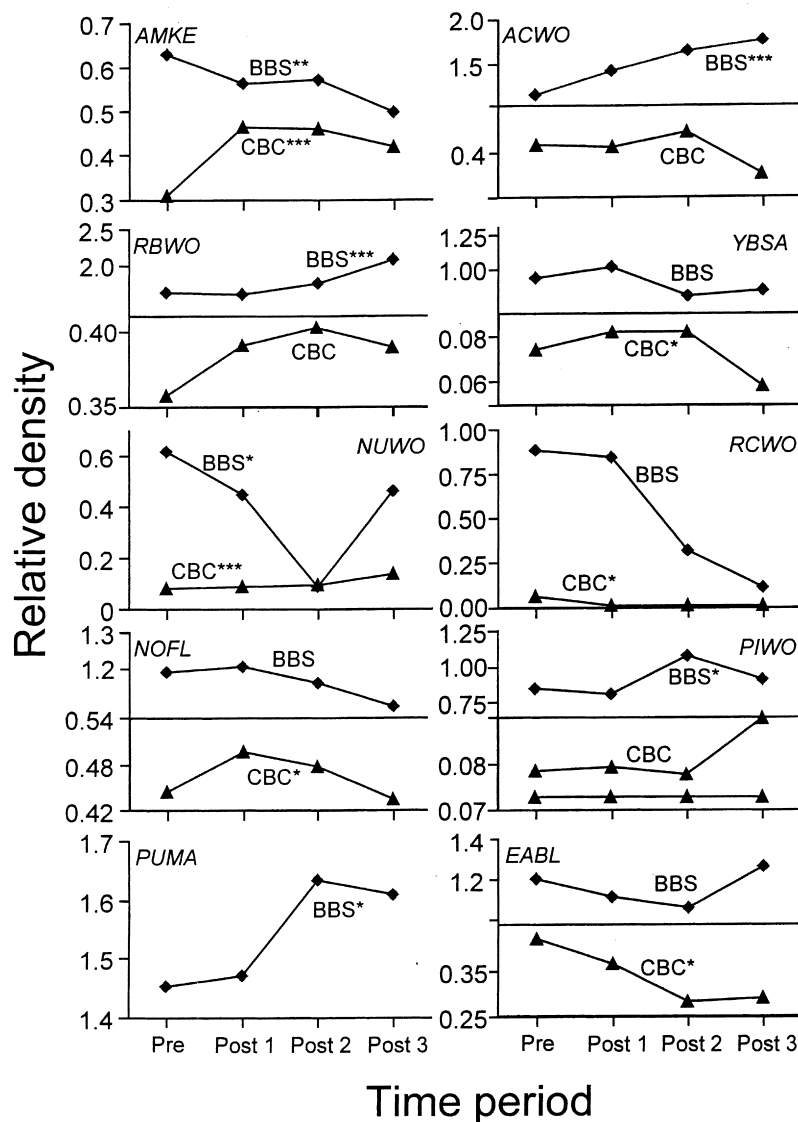 Relative density
0.7
0.6
0.5
0.4
0.3
AMKE
BBS**
CBC***
2.0
1.5
0.4
ACWO
BBS***
CBC
2.5
2.0
0.40
0.35
RBWO
BBS***
CBC
1.25
1.00
0.08
0.06
YBSA
BBS
CBC*
0.6
0.4
0.2
0
NUWO
BBS*
CBC***
1.00
0.75
0.50
0.25
0.00
RCWO
BBS
CBC*
1.3
1.2
0.54
0.48
0.42
NOFL
BBS
CBC*
1.25
1.00
0.75
0.08
0.07
PIWO
BBS*
CBC
1.7
1.6
1.5
1.4
PUMA
BBS*
1.4
1.2
0.35
0.25
EABL
BBS
CBC*
Pre Post 1 Post 2 Post 3
Pre Post 1 Post 2 Post 3
Time period